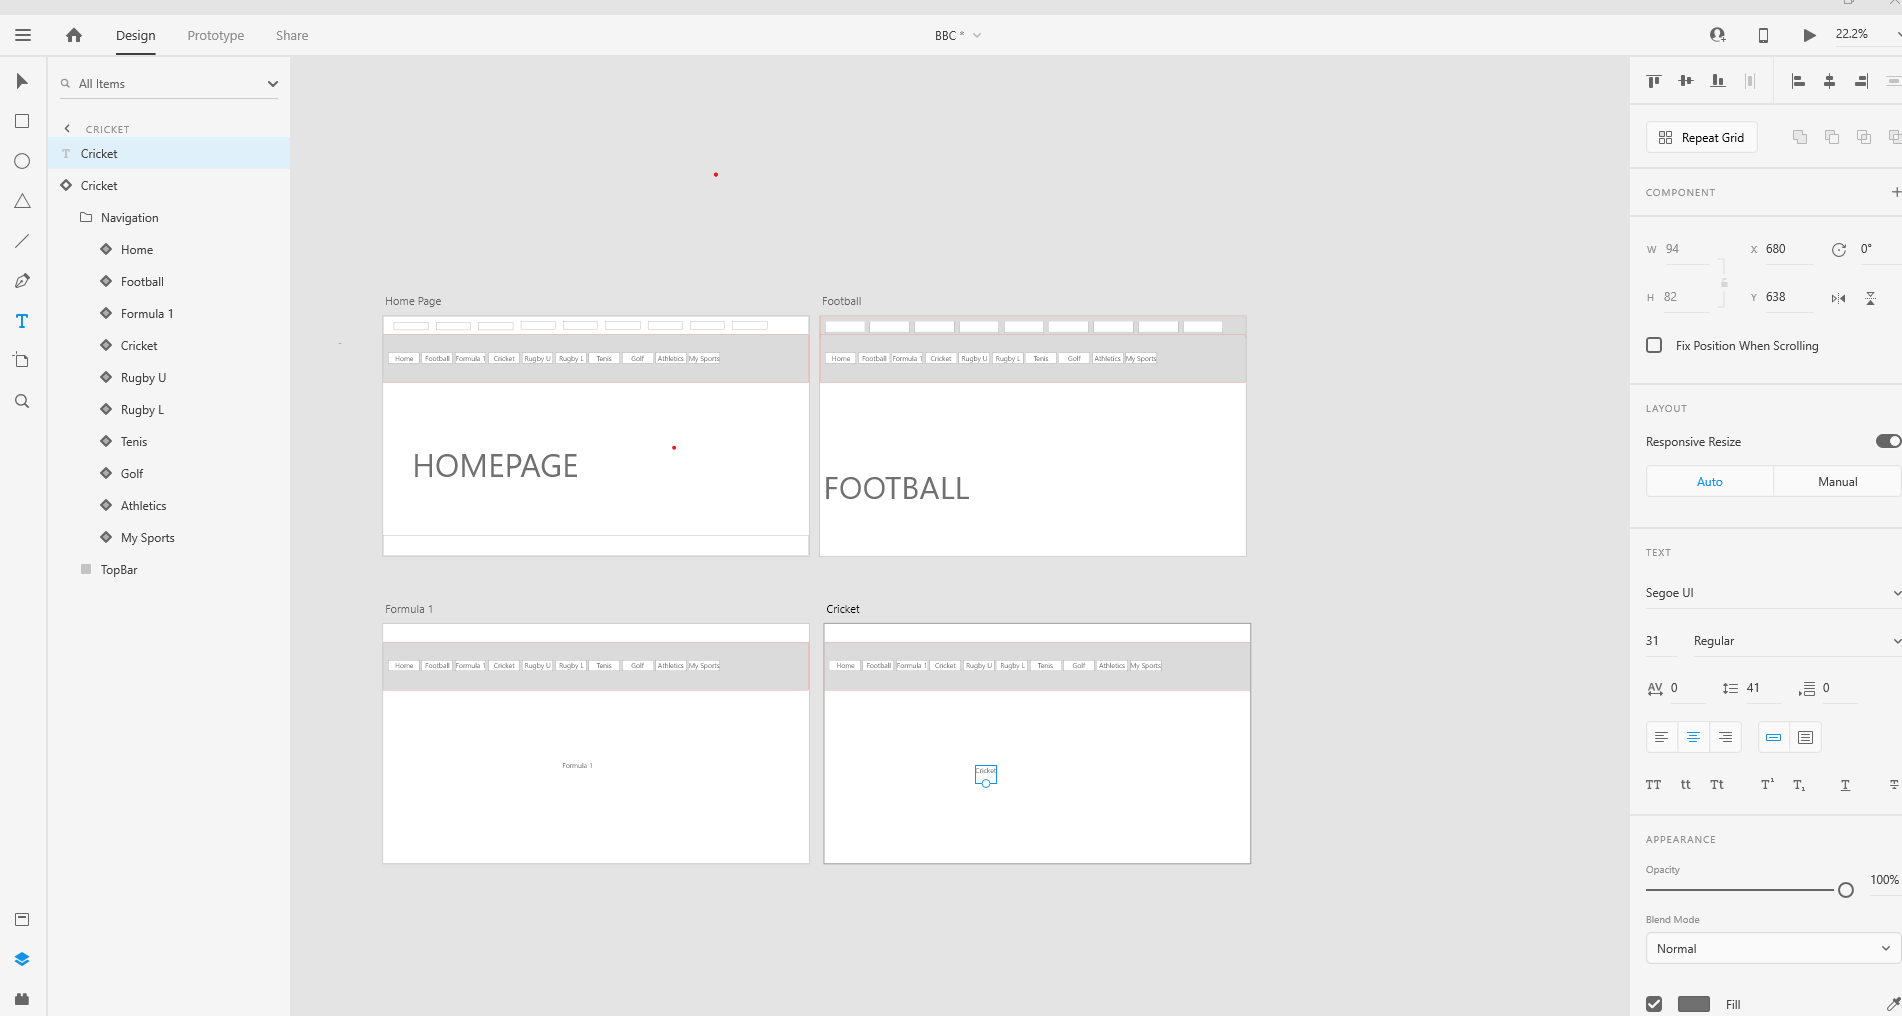 Design Prototype Share
BBC *
22.2%
All Items
CRICKET
Cricket
Cricket
Navigation
Home
Football
Formula 1
Cricket
Rugby U
Rugby L
Tenis
Golf
Athletics
My Sports
TopBar
Home Page
Home Football Formula 1 Cricket Rugby U Rugby L Tenis Golf Athletics My Sports
HOMEPAGE
Football
Home Football Formula 1 Cricket Rugby U Rugby L Tenis Golf Athletics My Sports
FOOTBALL
Formula 1
Home Football Formula 1 Cricket Rugby U Rugby L Tenis Golf Athletics My Sports
Formula 1
Cricket
Home Football Formula 1 Cricket Rugby U Rugby L Tenis Golf Athletics My Sports
Cricket
Repeat Grid
COMPONENT
W 94 X 680 0°
H 82 Y 638
Fix Position When Scrolling
LAYOUT
Responsive Resize
Auto Manual
TEXT
Segoe UI
31 Regular
AV 0 41 0
TT tt Tt T¹ T₁ T T
APPEARANCE
Opacity
100%
Blend Mode
Normal
Fill